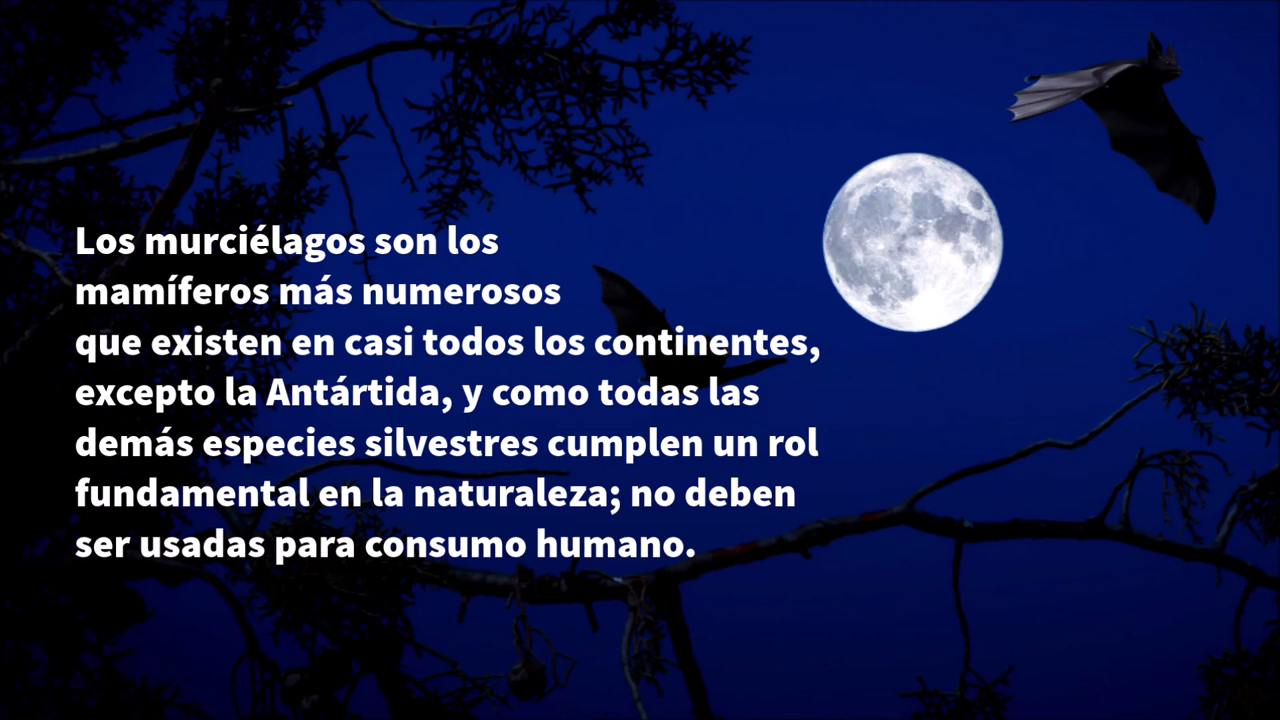 Los murciélagos son los
mamíferos más numerosos
que existen en casi todos los continentes,
excepto la Antártida, y como todas las
demás especies silvestres cumplen un rol
fundamental en la naturaleza; no deben
ser usadas para consumo humano.